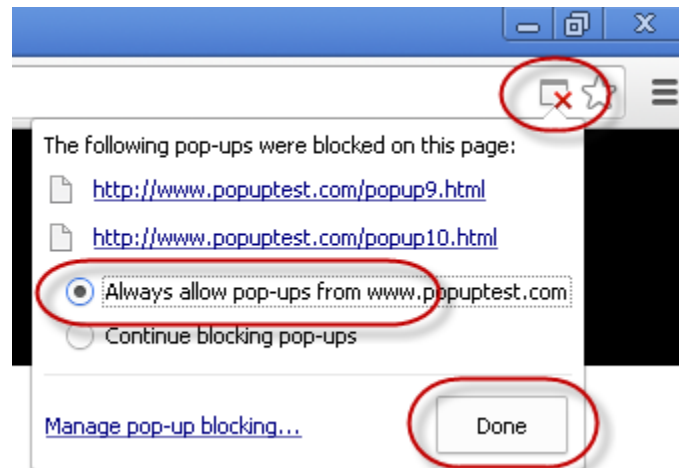 The following pop-ups were blocked on this page:
http://www.popuptest.com/popup9.html
http://www.popuptest.com/popup10.html
Always allow pop-ups from www.popuptest.com
Continue blocking pop-ups
Manage pop-up blocking...
Done